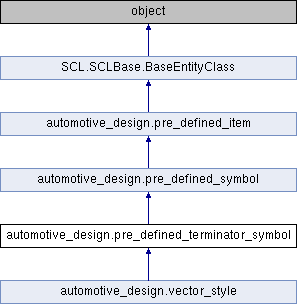 object
SCL.SCLBase.BaseEntityClass
automotive_design.pre_defined_item
automotive_design.pre_defined_symbol
automotive_design.pre_defined_terminator_symbol
automotive_design.vector_style